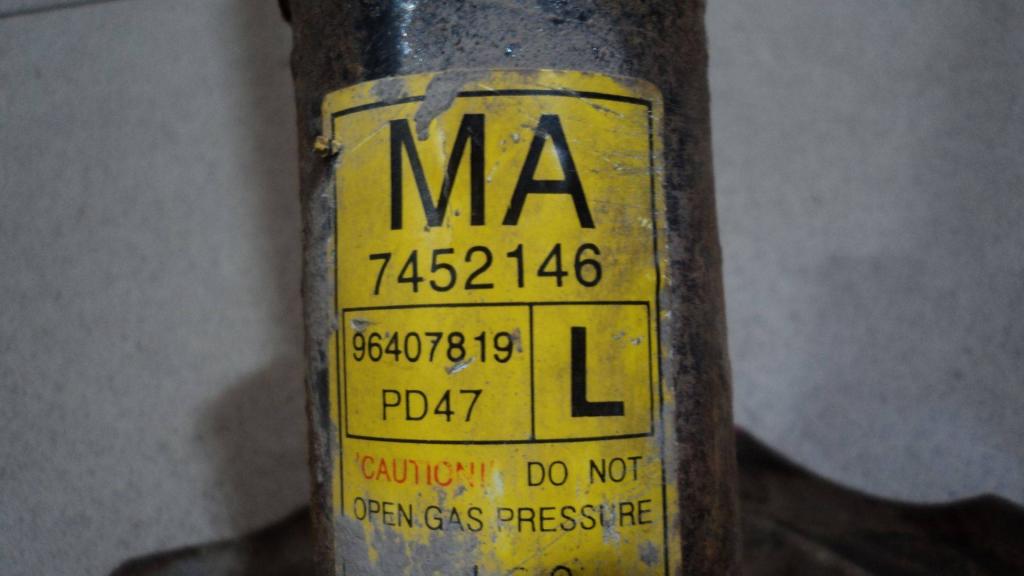 MA
7452146
96407819
PD47
L
"CAUTION!" DO NOT
OPEN GAS PRESSURE